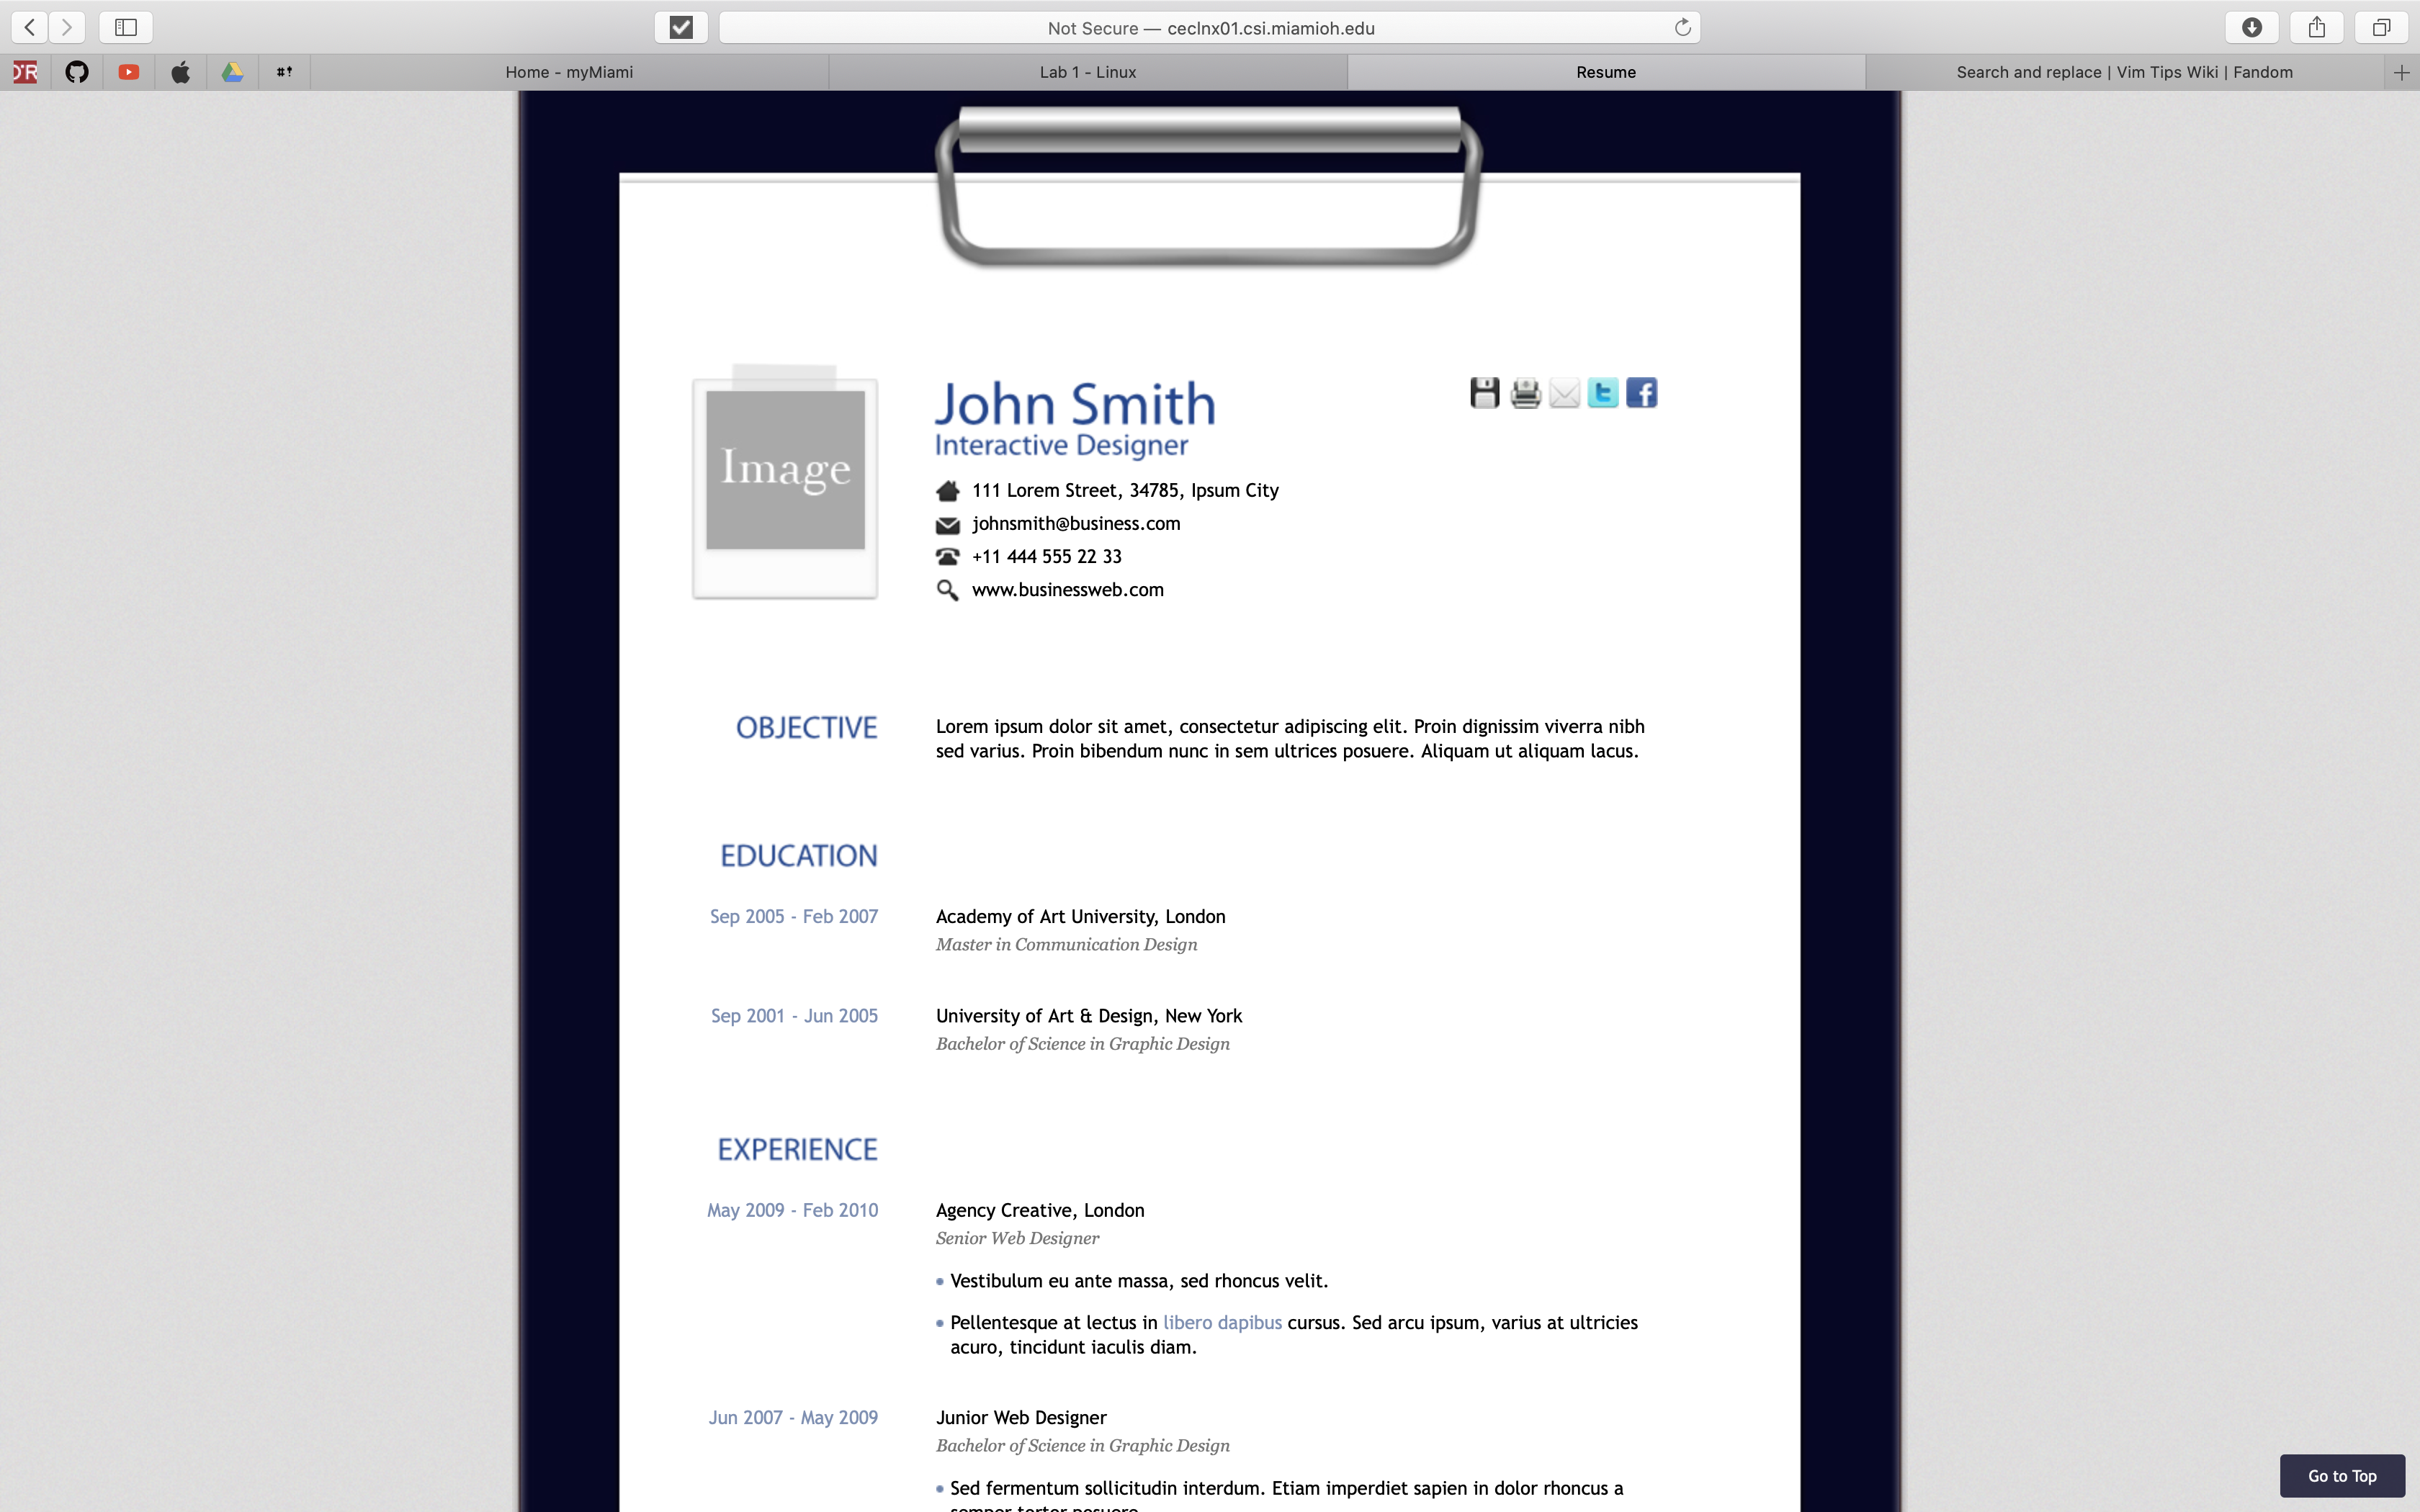 Not Secure — ceclnx01.csi.miamioh.edu
D'R
#!
Home - myMiami
Lab 1 - Linux
Resume
Search and replace | Vim Tips Wiki | Fandom
Image
John Smith
Interactive Designer
111 Lorem Street, 34785, Ipsum City
johnsmith@business.com
+11 444 555 22 33
www.businessweb.com
OBJECTIVE
Lorem ipsum dolor sit amet, consectetur adipiscing elit. Proin dignissim viverra nibh
sed varius. Proin bibendum nunc in sem ultrices posuere. Aliquam ut aliquam lacus.
EDUCATION
Sep 2005 - Feb 2007
Academy of Art University, London
Master in Communication Design
Sep 2001 - Jun 2005
University of Art & Design, New York
Bachelor of Science in Graphic Design
EXPERIENCE
May 2009 - Feb 2010
Agency Creative, London
Senior Web Designer
• Vestibulum eu ante massa, sed rhoncus velit.
• Pellentesque at lectus in libero dapibus cursus. Sed arcu ipsum, varius at ultricies
acuro, tincidunt iaculis diam.
Jun 2007 - May 2009
Junior Web Designer
Bachelor of Science in Graphic Design
• Sed fermentum sollicitudin interdum. Etiam imperdiet sapien in dolor rhoncus a
semper tortor posuere.
Go to Top